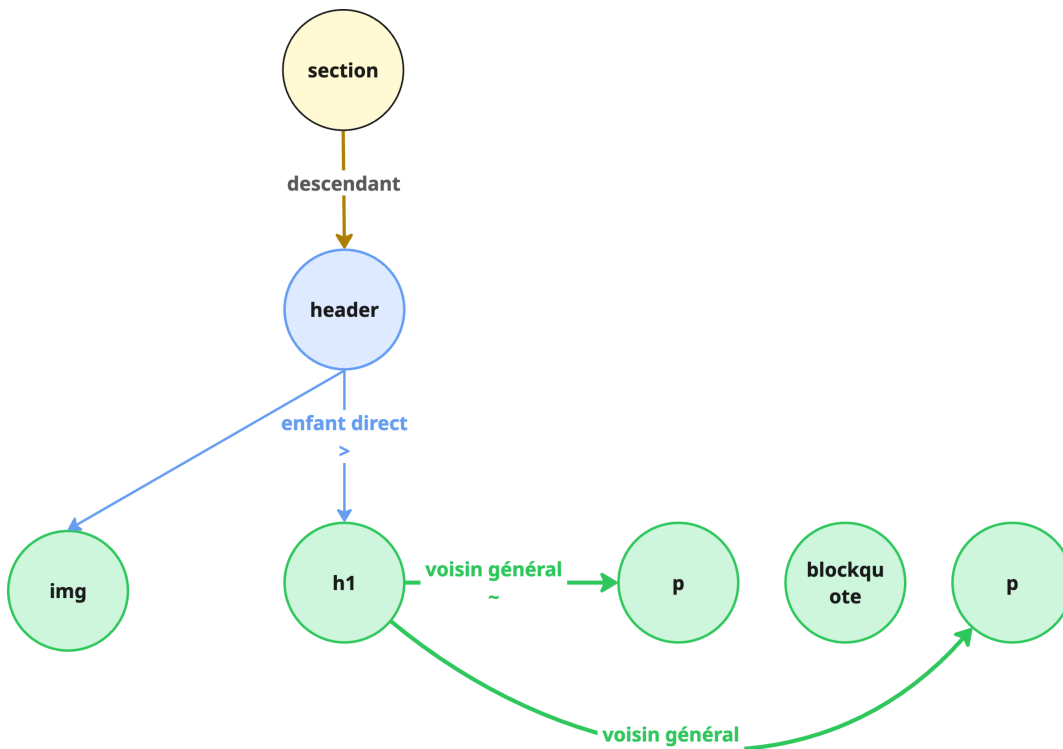 section
descendant
header
enfant direct
>
img
h1
voisin général
~
p
blockqu
ote
p
voisin général